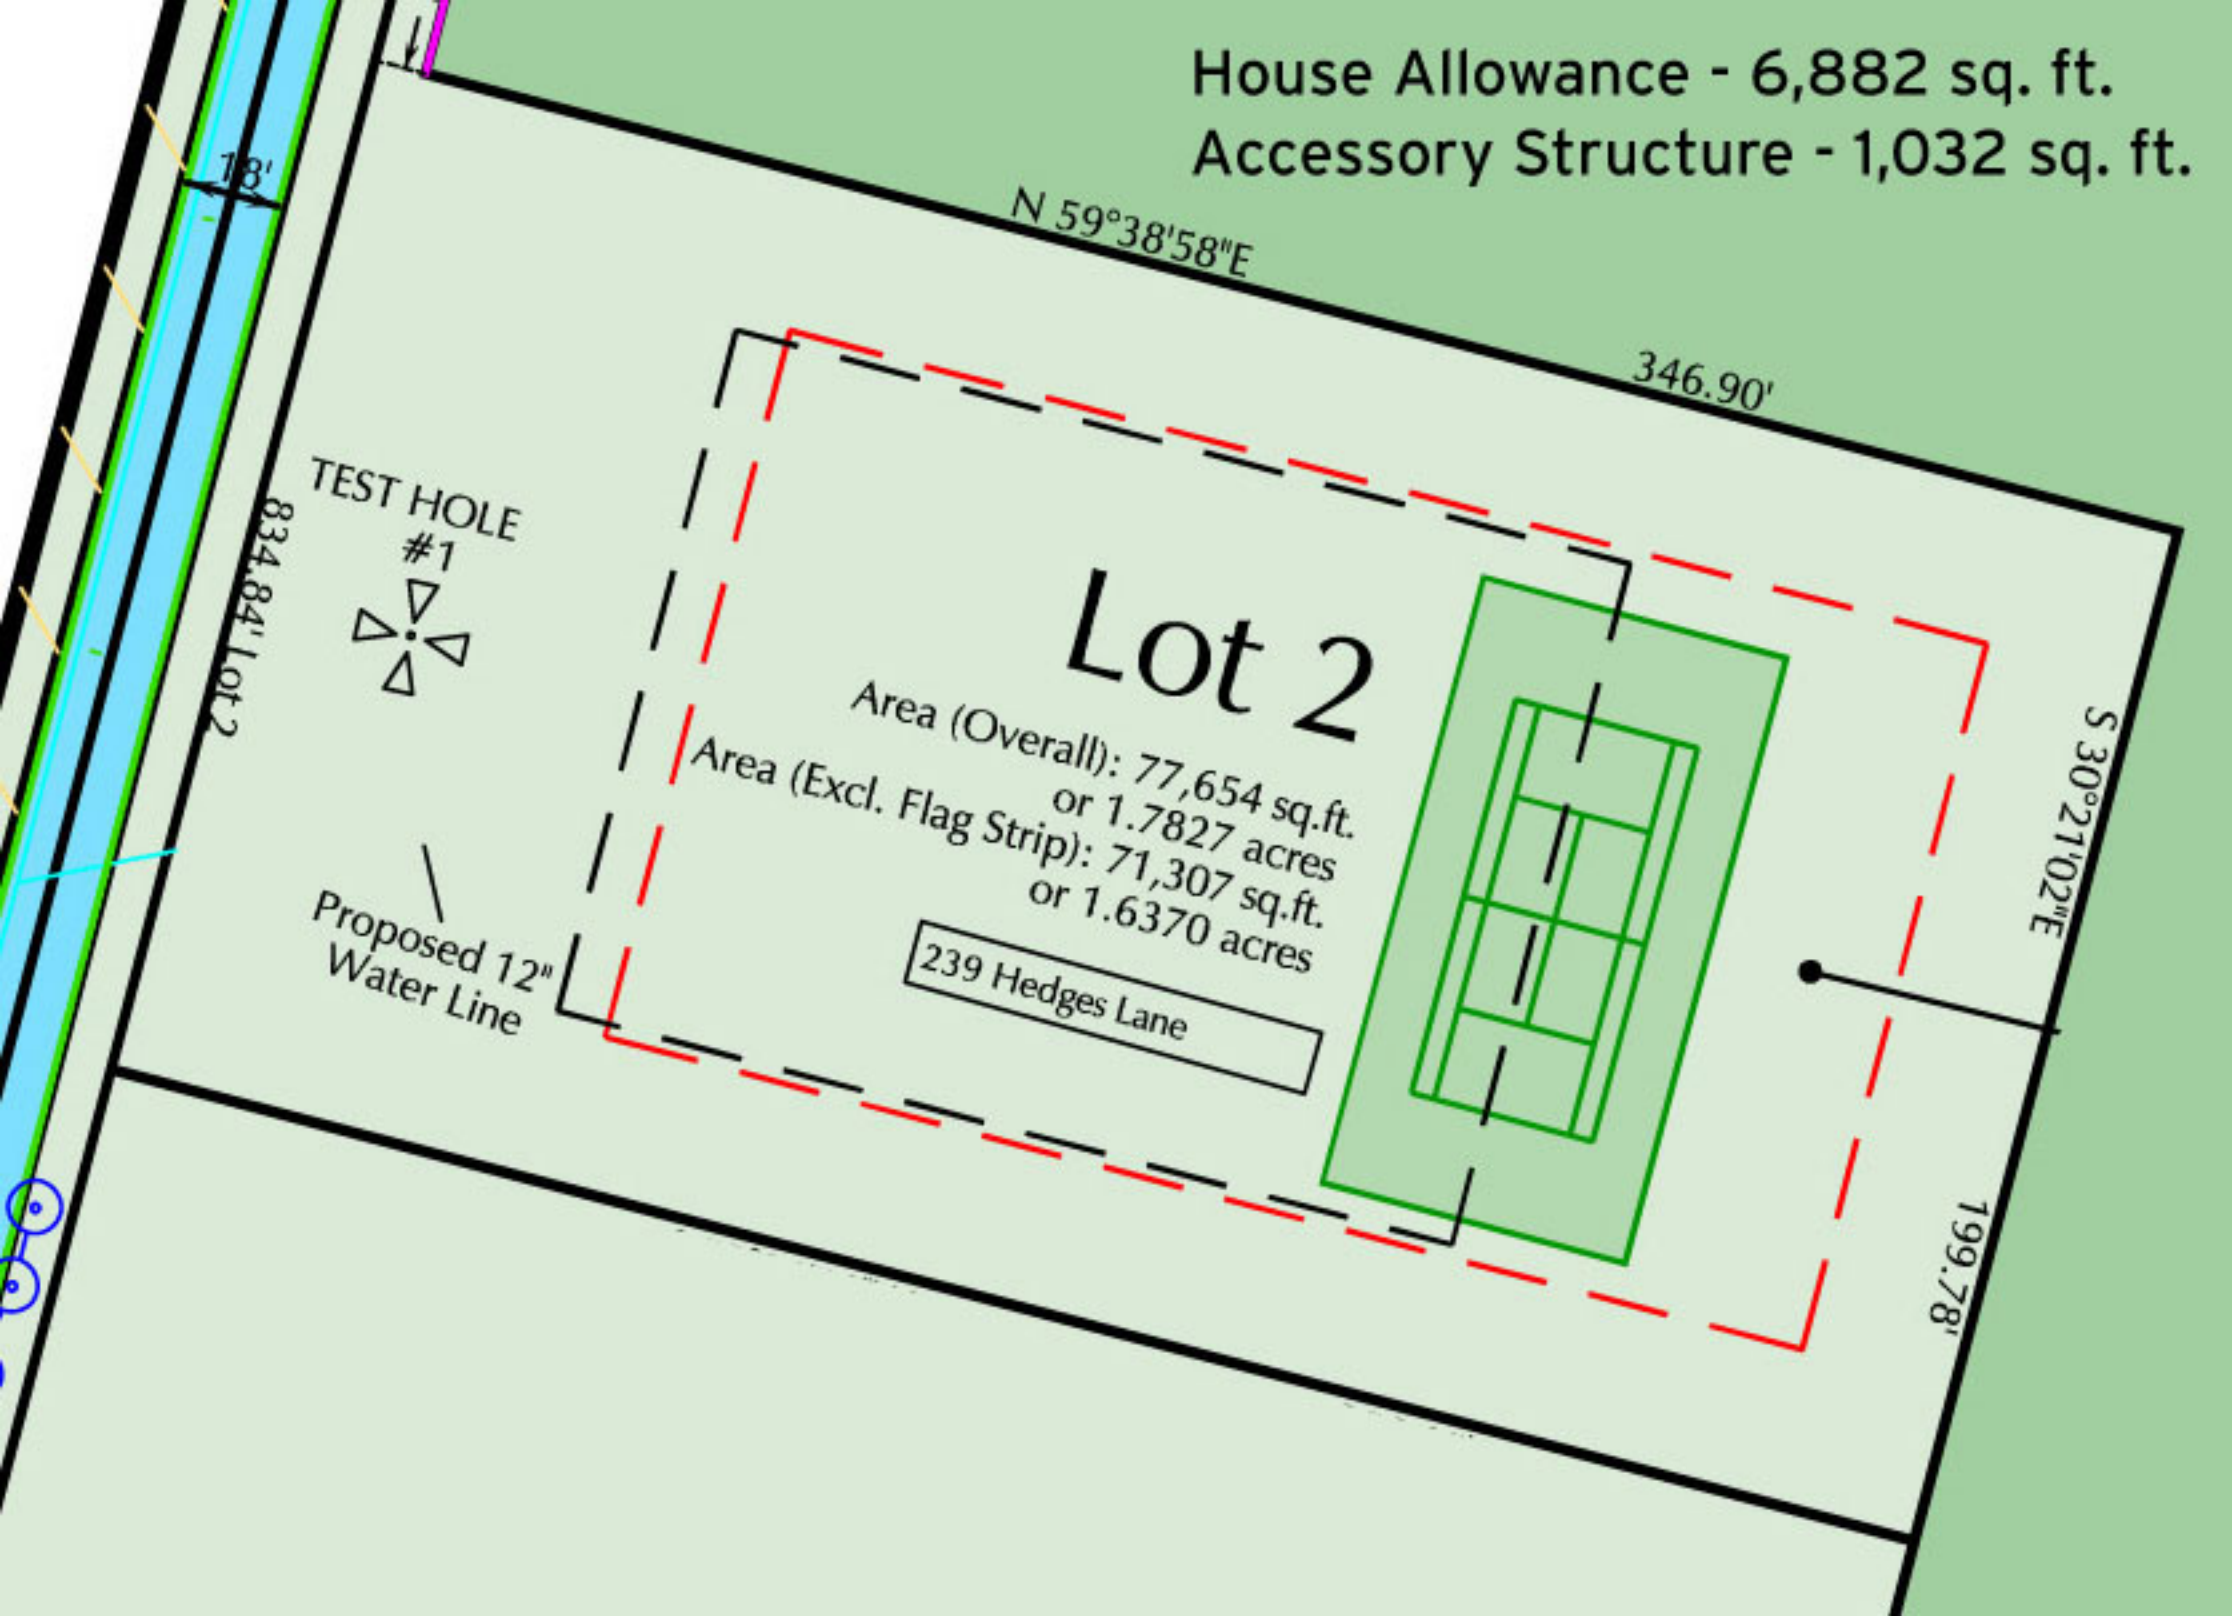 House Allowance - 6,882 sq. ft.
Accessory Structure - 1,032 sq. ft.
18'
N 59°38'58"E
346.90'
TEST HOLE
#1
834.84' Lot 2
Lot 2
Area (Overall): 77,654 sq.ft.
or 1.7827 acres
Area (Excl. Flag Strip): 71,307 sq.ft.
or 1.6370 acres
239 Hedges Lane
Proposed 12"
Water Line
S 30°21'02"E
199.78'